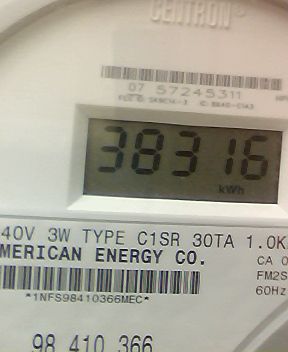 CENTRON®
07 57245311
38316
kWh
40V 3W TYPE C1SR 30TA 1.0K
MERICAN ENERGY CO.
CA 0
FM2S
60Hz
*1NFS98410366MEC*
98 410 366